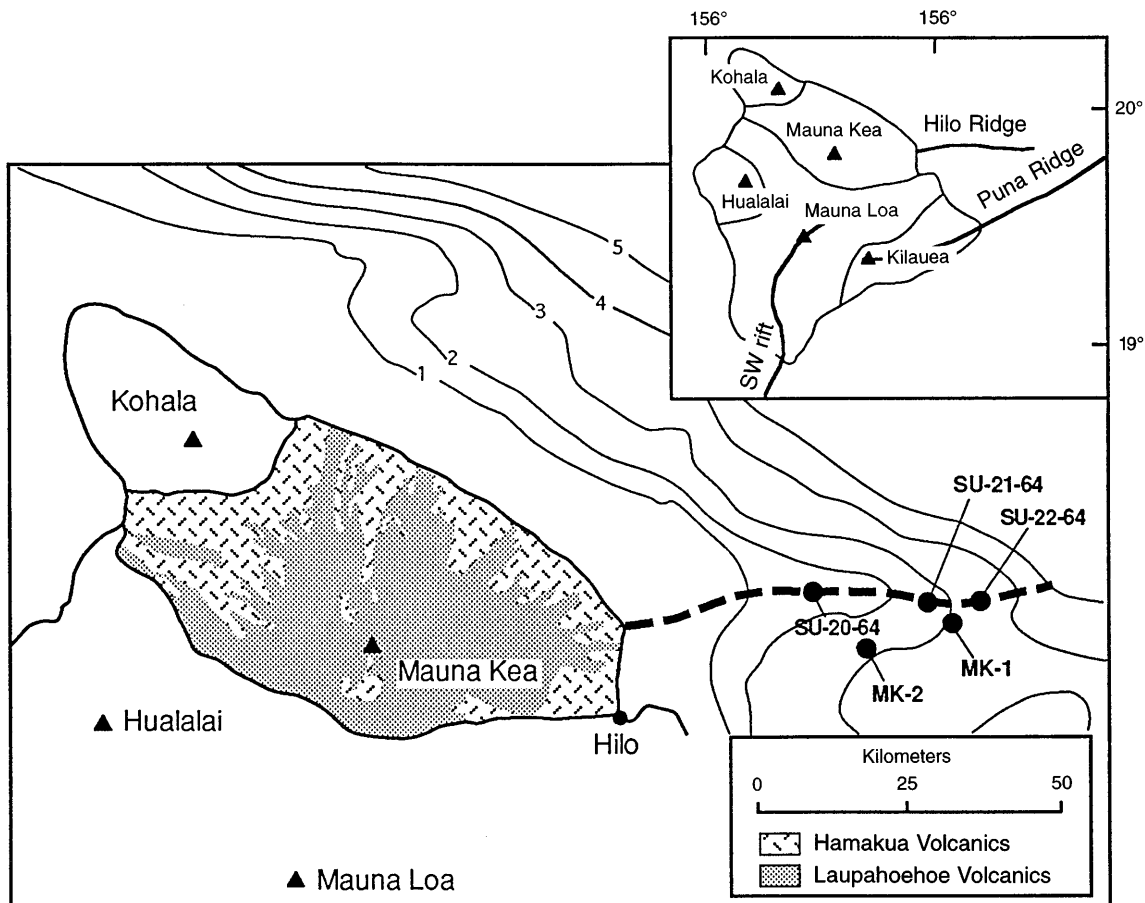 156°
156°
Kohala
20°
Mauna Kea
Hilo Ridge
Puna Ridge
Hualalai
Mauna Loa
Kilauea
SW rift
19°
5
4
3
2
1
Kohala
SU-21-64
SU-22-64
SU-20-64
MK-1
MK-2
Mauna Kea
Hualalai
Hilo
Mauna Loa
Kilometers
0 25 50
Hamakua Volcanics
Laupahoehoe Volcanics